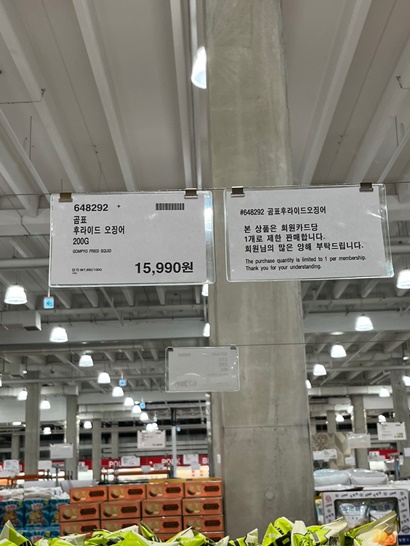 648292
곰표
후라이드 오징어
200G
GOMPYO FRIED SQUID
15,990원
#648292 곰표후라이드오징어
본 상품은 회원카드당
1개로 제한 판매합니다.
회원님의 많은 양해 부탁드립니다.
The purchase quantity is limited to 1 per membership.
Thank you for your understanding.